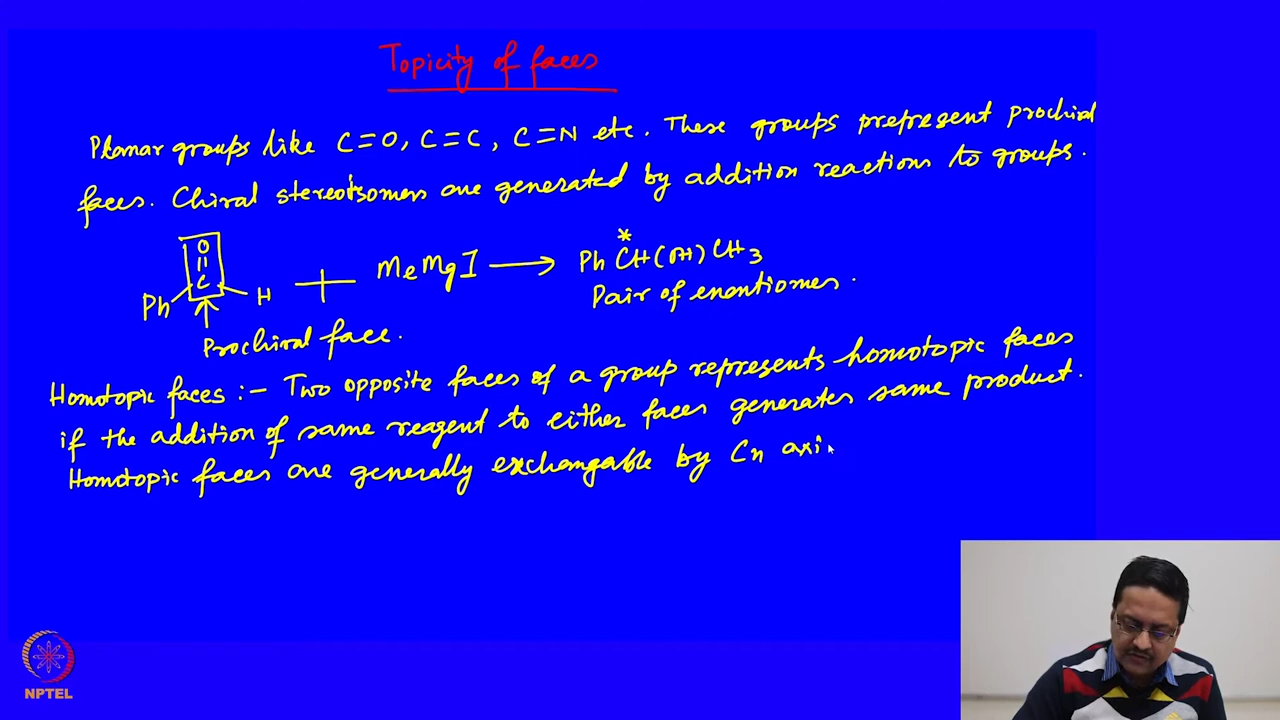 Topicity of faces
Planar groups like C=O, C=C, C=N etc. These groups prepresent prochiral
faces. Chiral stereoisomers are generated by addition reactions to groups.
O
||
C
Ph H + MeMgI → Ph C*H(OH)CH3
Pair of enantiomers.
Prochiral face.
Homotopic faces :- Two opposite faces of a group represents homotopic faces
if the addition of same reagent to either faces generates same product.
Homotopic faces are generally exchangable by Cn axi
NPTEL